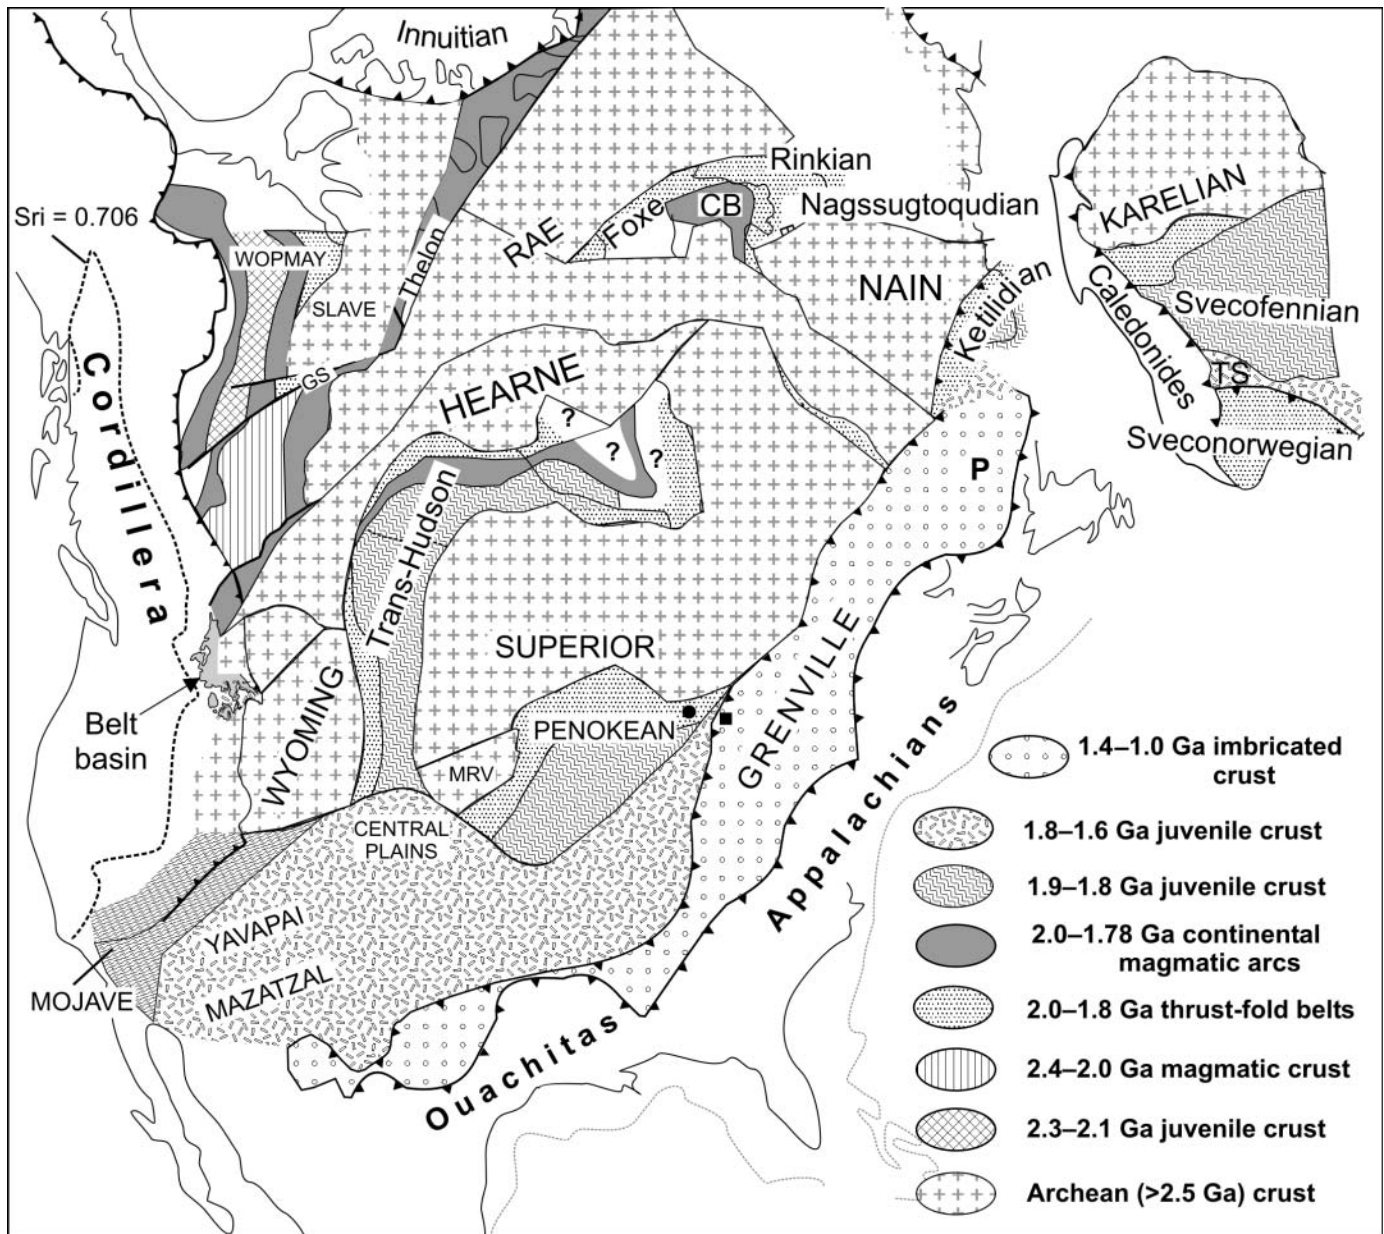 Innuitian
Rinkian
CB
Foxe
RAE
Nagssugtoqudian
KARELIAN
Sri = 0.706
WOPMAY
Thelon
SLAVE
NAIN
Ketilidian
Caledonides
Svecofennian
TS
Sveconorwegian
GS
HEARNE
?
?
?
P
Cordillera
Trans-Hudson
SUPERIOR
GRENVILLE
Belt
basin
WYOMING
PENOKEAN
MRV
Appalachians
CENTRAL
PLAINS
YAVAPAI
MAZATZAL
MOJAVE
Ouachitas
1.4–1.0 Ga imbricated
crust
1.8–1.6 Ga juvenile crust
1.9–1.8 Ga juvenile crust
2.0–1.78 Ga continental
magmatic arcs
2.0–1.8 Ga thrust-fold belts
2.4–2.0 Ga magmatic crust
2.3–2.1 Ga juvenile crust
Archean (>2.5 Ga) crust